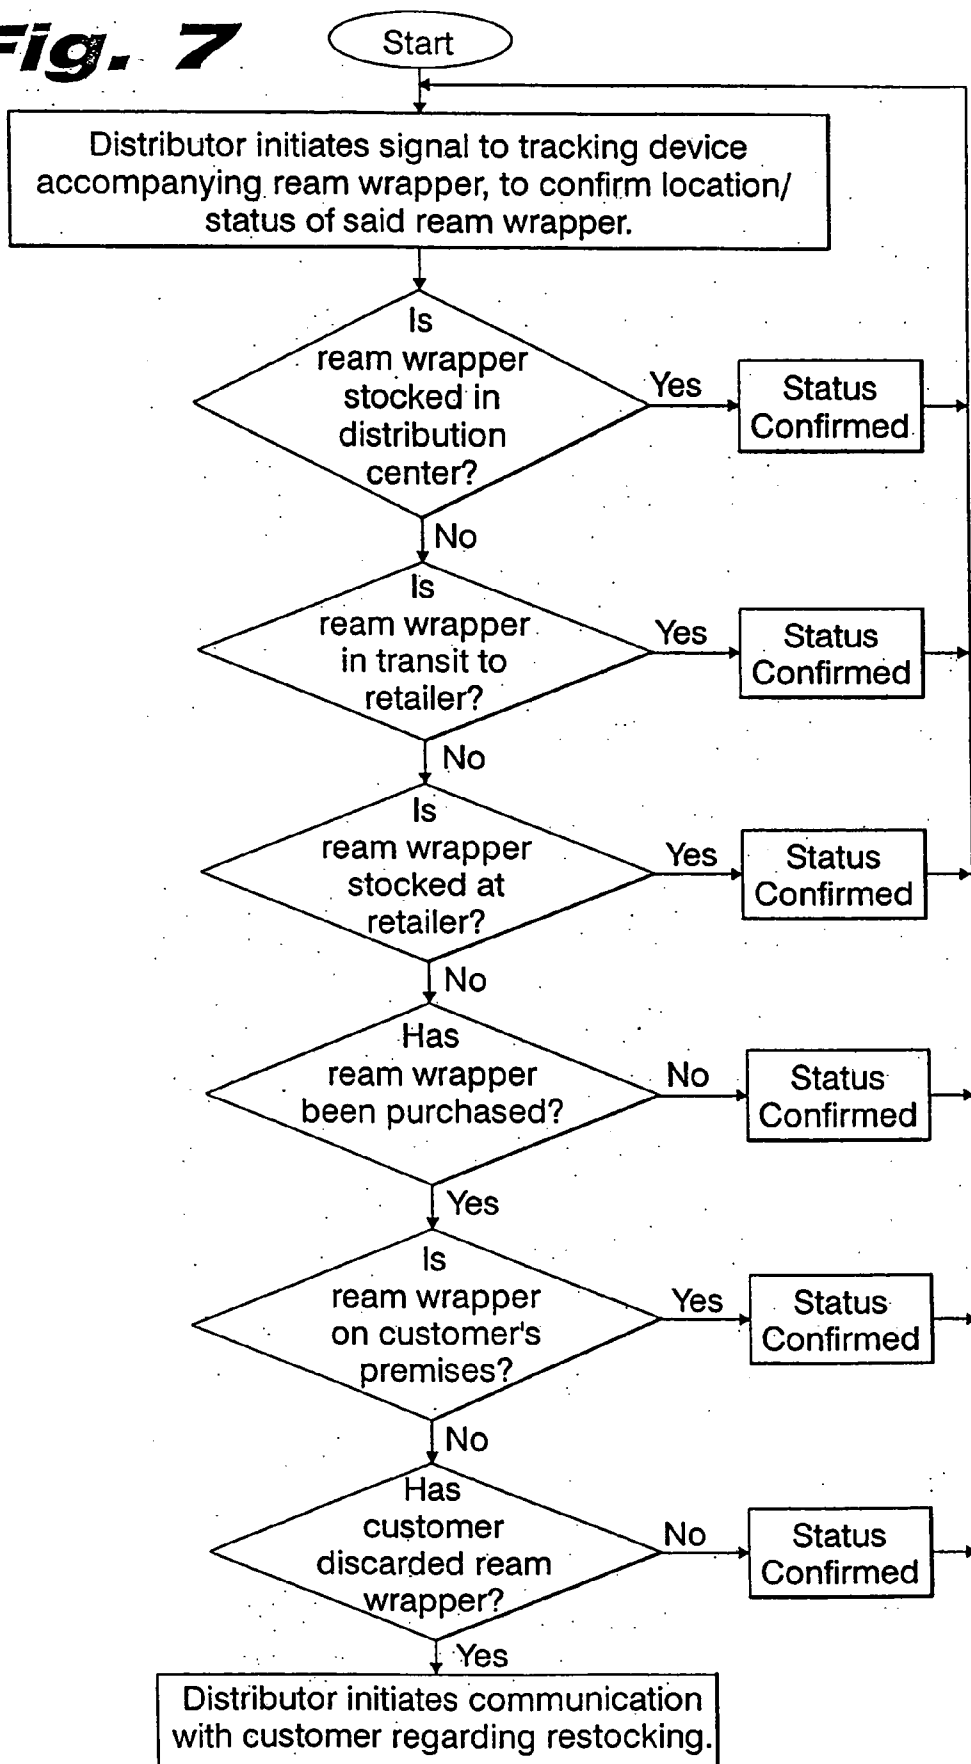 Fig. 7
Start
Distributor initiates signal to tracking device
accompanying ream wrapper, to confirm location/
status of said ream wrapper.
Is
ream wrapper
stocked in
distribution
center?
Yes
Status
Confirmed
No
Is
ream wrapper
in transit to
retailer?
Yes
Status
Confirmed
No
Is
ream wrapper
stocked at
retailer?
Yes
Status
Confirmed
No
Has
ream wrapper
been purchased?
No
Status
Confirmed
Yes
Is
ream wrapper
on customer's
premises?
Yes
Status
Confirmed
No
Has
customer
discarded ream
wrapper?
No
Status
Confirmed
Yes
Distributor initiates communication
with customer regarding restocking.